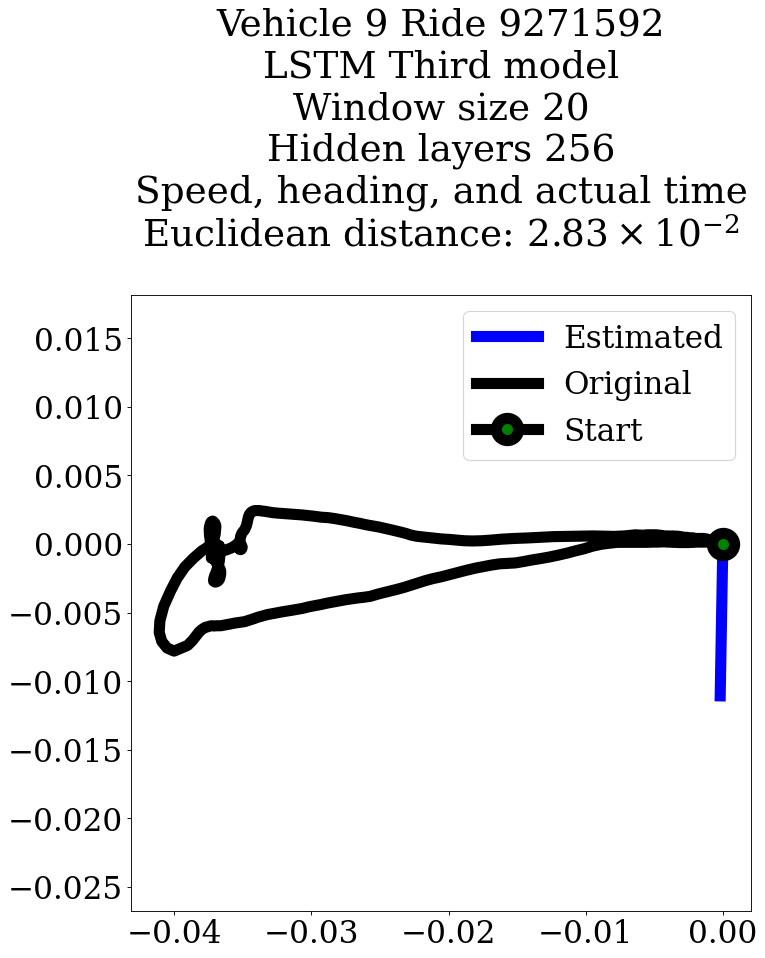 Vehicle 9 Ride 9271592
LSTM Third model
Window size 20
Hidden layers 256
Speed, heading, and actual time
Euclidean distance: 2.83 × 10⁻²
Estimated
Original
Start
0.015
0.010
0.005
0.000
−0.005
−0.010
−0.015
−0.020
−0.025
−0.04 −0.03 −0.02 −0.01 0.00